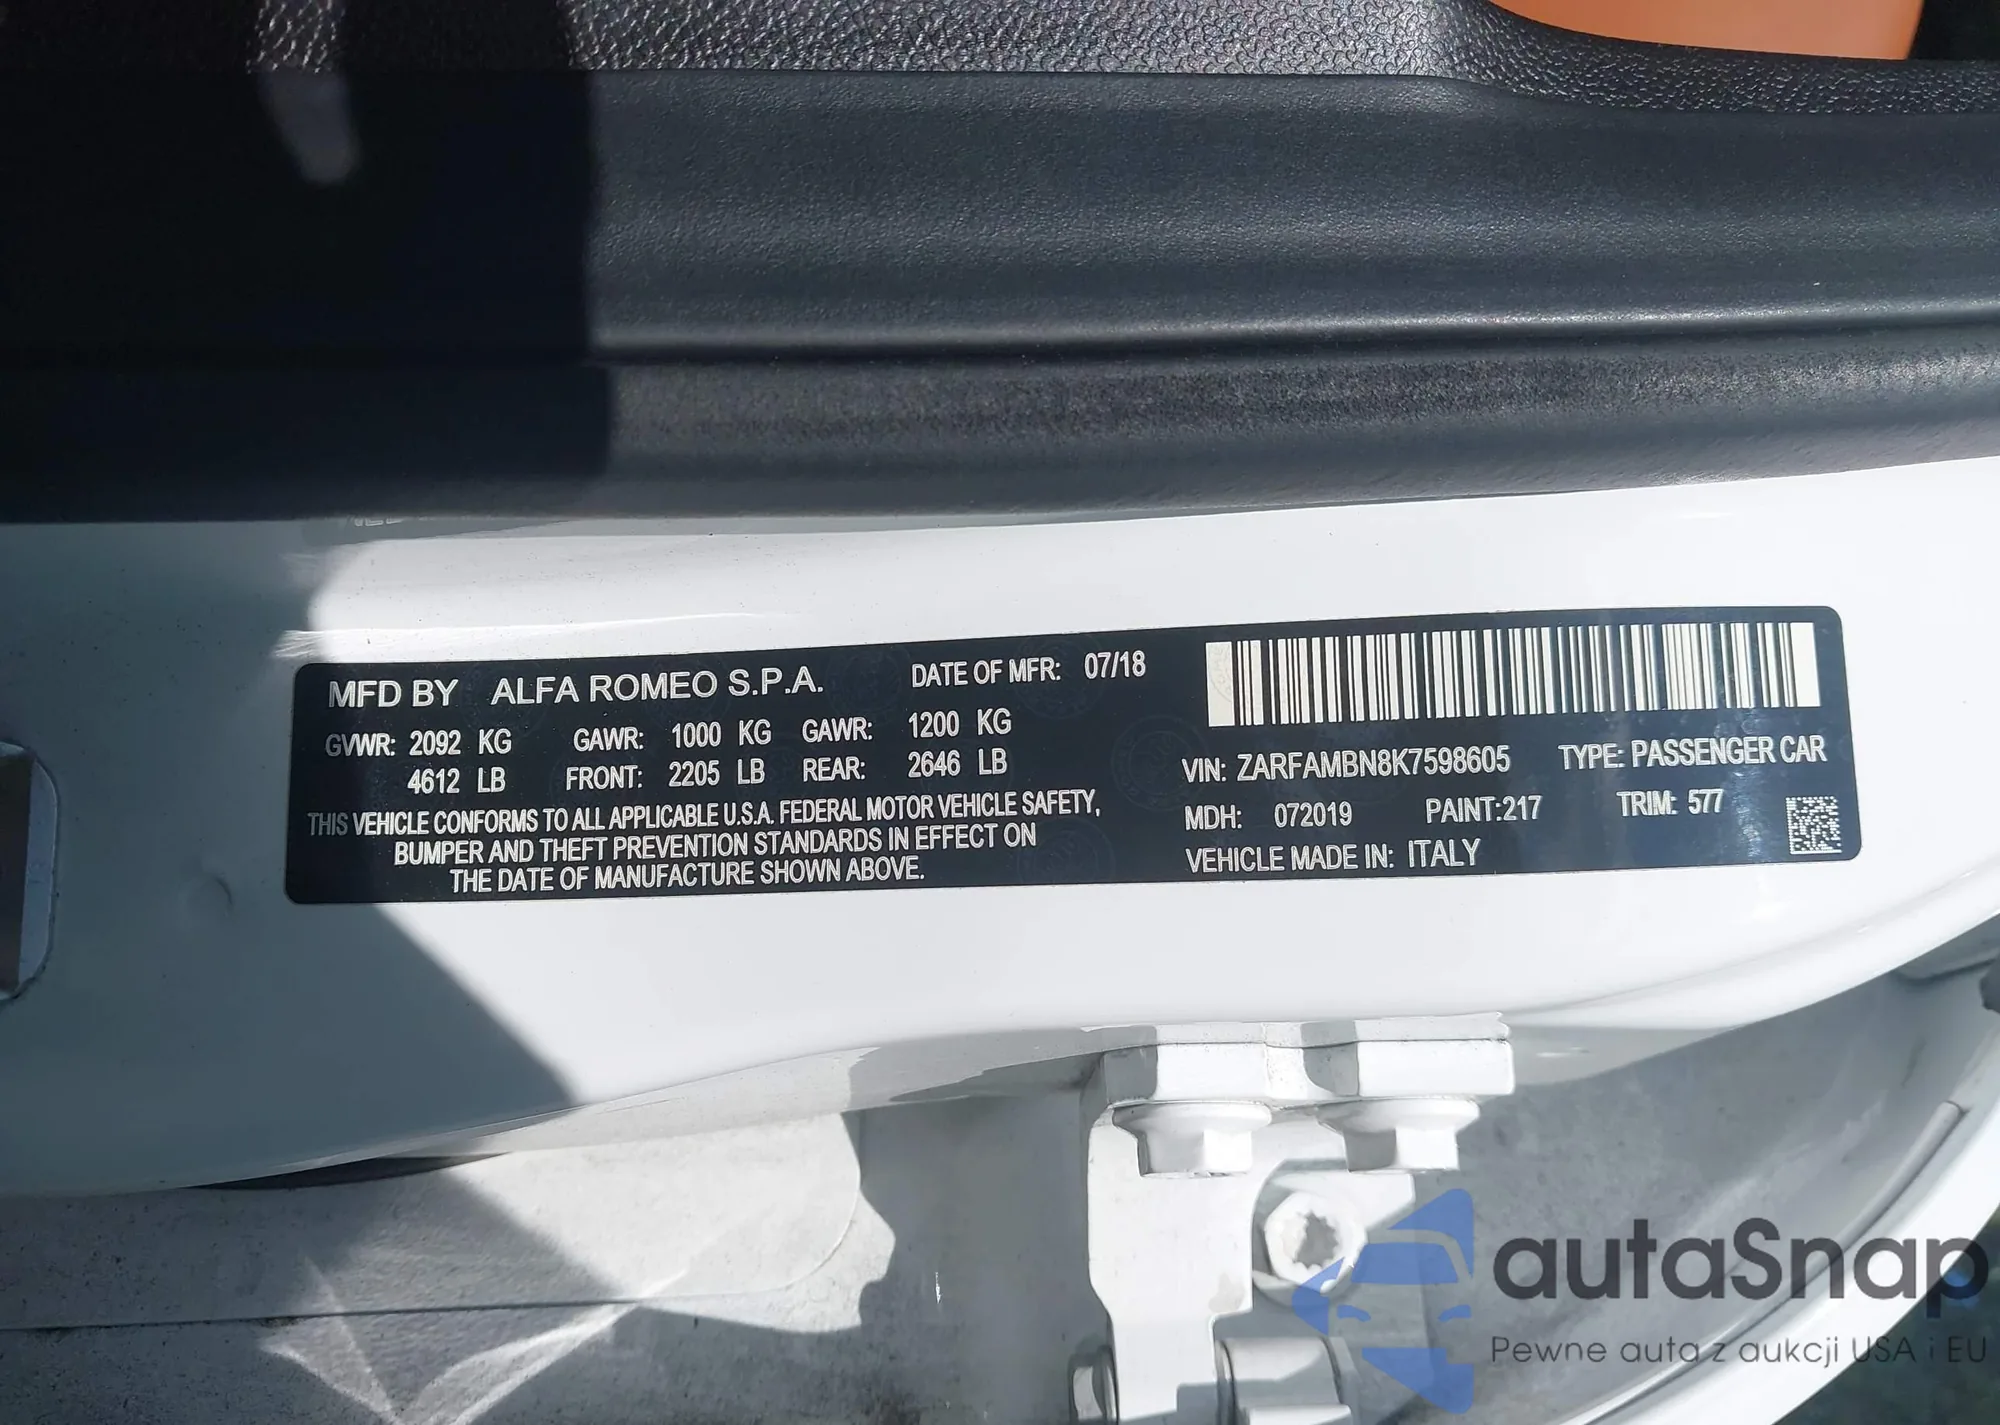 MFD BY ALFA ROMEO S.P.A. DATE OF MFR: 07/18
GVWR: 2092 KG GAWR: 1000 KG GAWR: 1200 KG
4612 LB FRONT: 2205 LB REAR: 2646 LB
THIS VEHICLE CONFORMS TO ALL APPLICABLE U.S.A. FEDERAL MOTOR VEHICLE SAFETY,
BUMPER AND THEFT PREVENTION STANDARDS IN EFFECT ON
THE DATE OF MANUFACTURE SHOWN ABOVE.
VIN: ZARFAMBN8K7598605 TYPE: PASSENGER CAR
MDH: 072019 PAINT:217 TRIM: 577
VEHICLE MADE IN: ITALY
autaSnap
Pewne auta z aukcji USA i EU